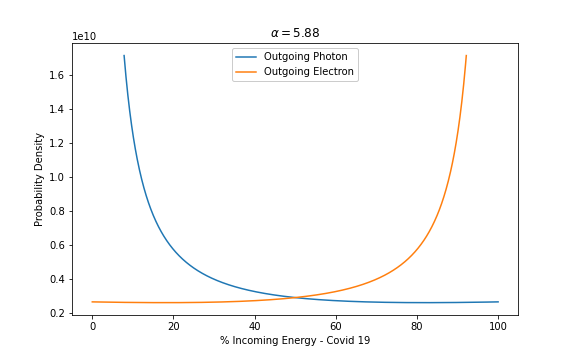 α = 5.88
1e10
Outgoing Photon
Outgoing Electron
1.6
1.4
1.2
1.0
0.8
0.6
0.4
0.2
Probability Density
0 20 40 60 80 100
% Incoming Energy - Covid 19